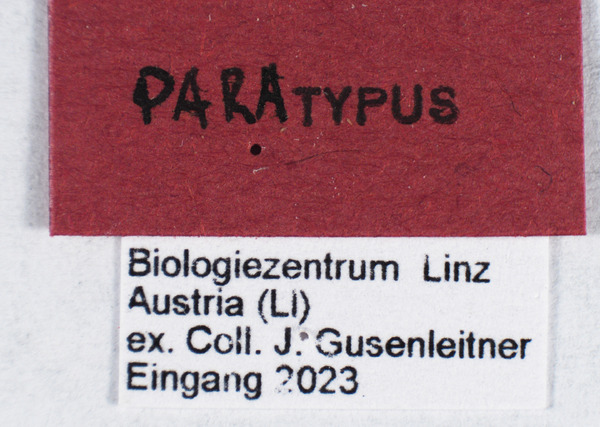 PARATYPUS
Biologiezentrum Linz
Austria (LI)
ex. Coll. J. Gusenleitner
Eingang 2023